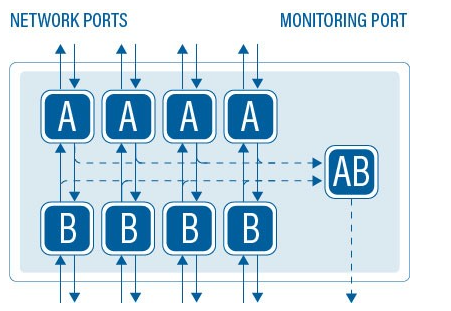 NETWORK PORTS MONITORING PORT
A A A A
AB
B B B B